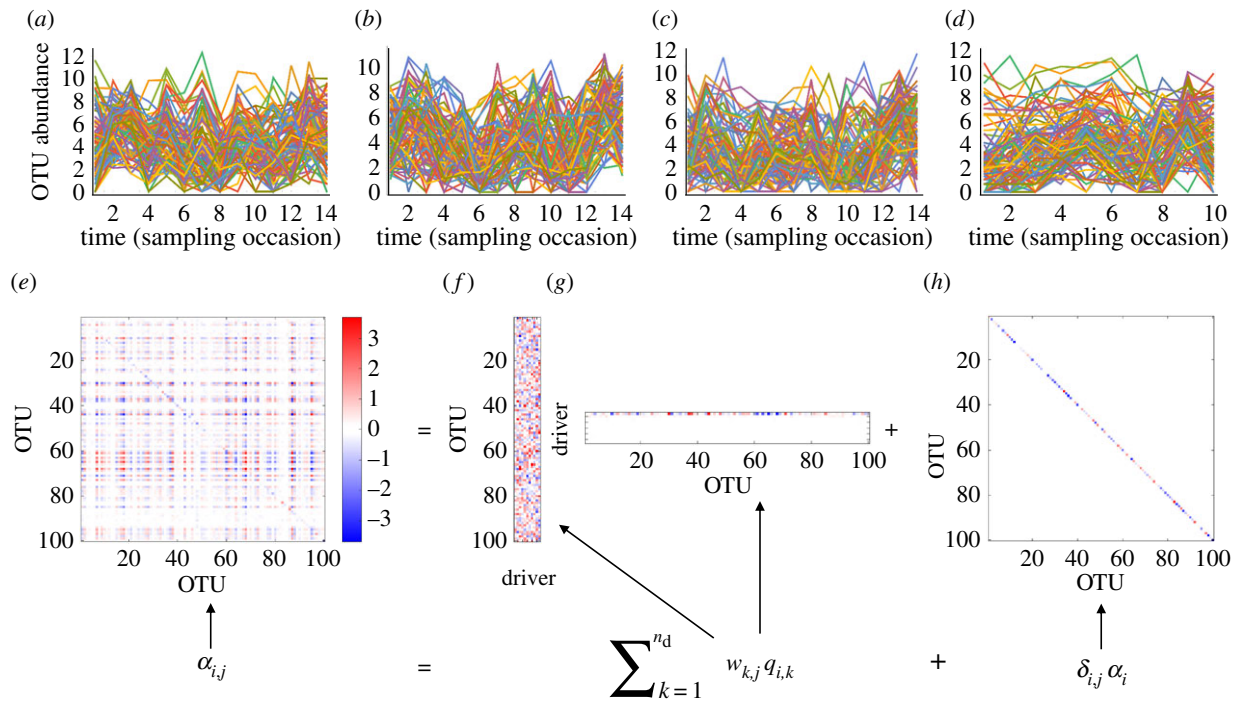 (a) (b) (c) (d)
OTU abundance
12 10 8 6 4 2 0
2 4 6 8 10 12 14
time (sampling occasion)
10 8 6 4 2 0
2 4 6 8 10 12 14
time (sampling occasion)
12 10 8 6 4 2 0
2 4 6 8 10 12 14
time (sampling occasion)
12 10 8 6 4 2 0
2 4 6 8 10
time (sampling occasion)
(e) (f) (g) (h)
OTU
20 40 60 80 100
20 40 60 80 100
OTU
3 2 1 0 −1 −2 −3
=
OTU
20 40 60 80 100
driver
driver
20 40 60 80 100
OTU
+
OTU
20 40 60 80 100
20 40 60 80 100
OTU
α_{i,j} = ∑_{k=1}^{n_d} w_{k,j} q_{i,k} + δ_{i,j} α_i